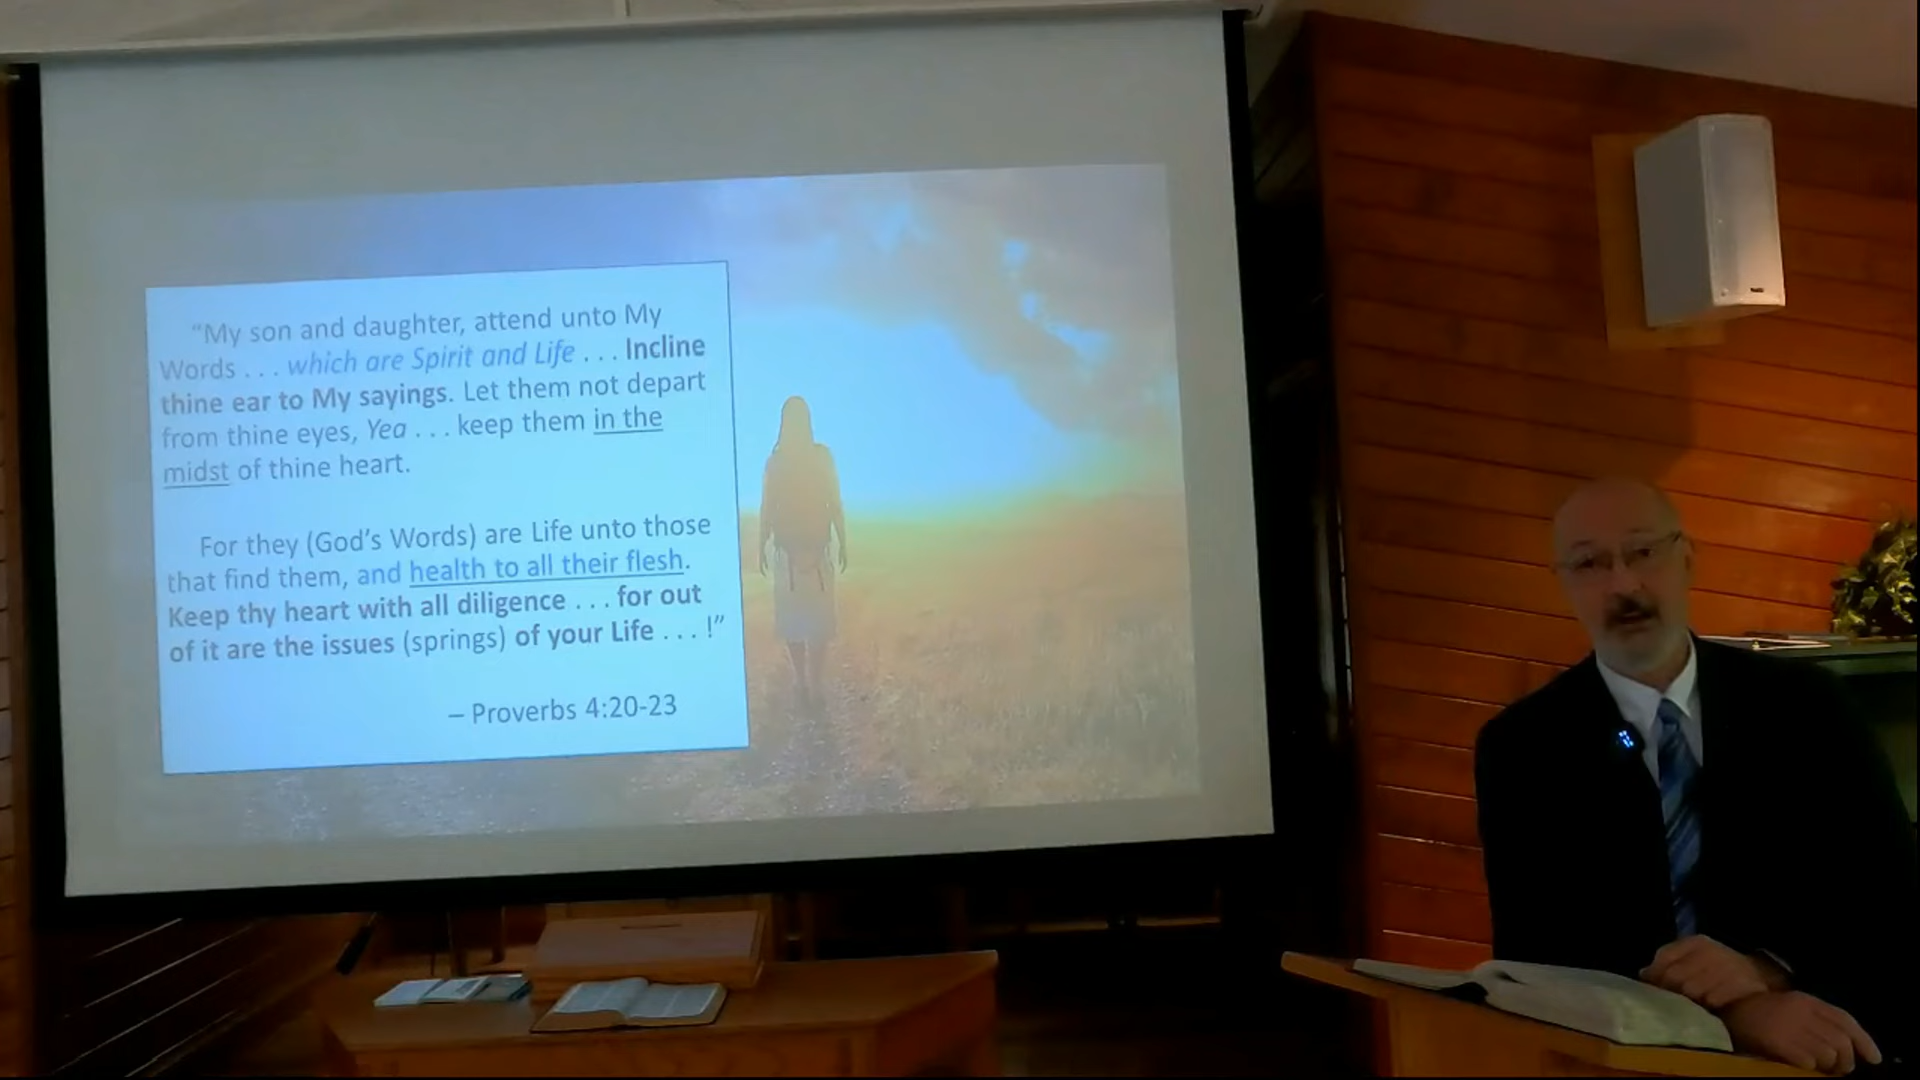 “My son and daughter, attend unto My
Words . . . which are Spirit and Life . . . Incline
thine ear to My sayings. Let them not depart
from thine eyes, Yea . . . keep them in the
midst of thine heart.
For they (God’s Words) are Life unto those
that find them, and health to all their flesh.
Keep thy heart with all diligence . . . for out
of it are the issues (springs) of your Life . . . !”
– Proverbs 4:20-23